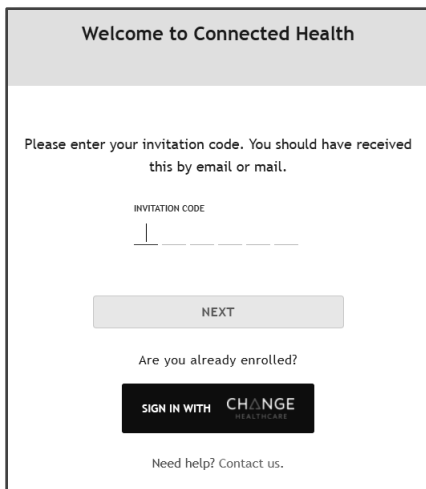 Welcome to Connected Health
Please enter your invitation code. You should have received
this by email or mail.
INVITATION CODE
NEXT
Are you already enrolled?
SIGN IN WITH CHANGE
HEALTHCARE
Need help? Contact us.